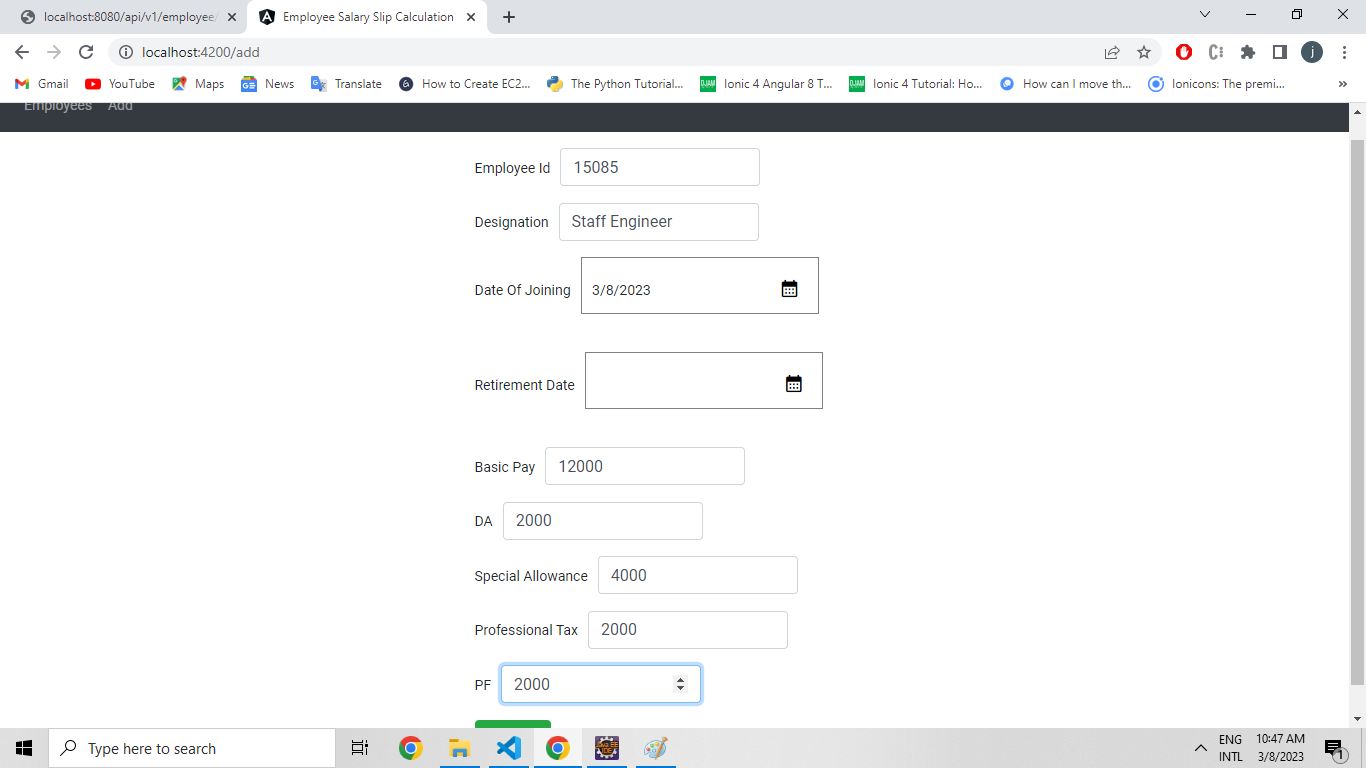 localhost:8080/api/v1/employee/
Employee Salary Slip Calculation
localhost:4200/add
j
Gmail YouTube Maps News Translate How to Create EC2... The Python Tutorial... Ionic 4 Angular 8 T... Ionic 4 Tutorial: Ho... How can I move th... Ionicons: The premi...
Employees Add
Employee Id 15085
Designation Staff Engineer
Date Of Joining 3/8/2023
Retirement Date
Basic Pay 12000
DA 2000
Special Allowance 4000
Professional Tax 2000
PF 2000
Type here to search
ENG
INTL
10:47 AM
3/8/2023
1